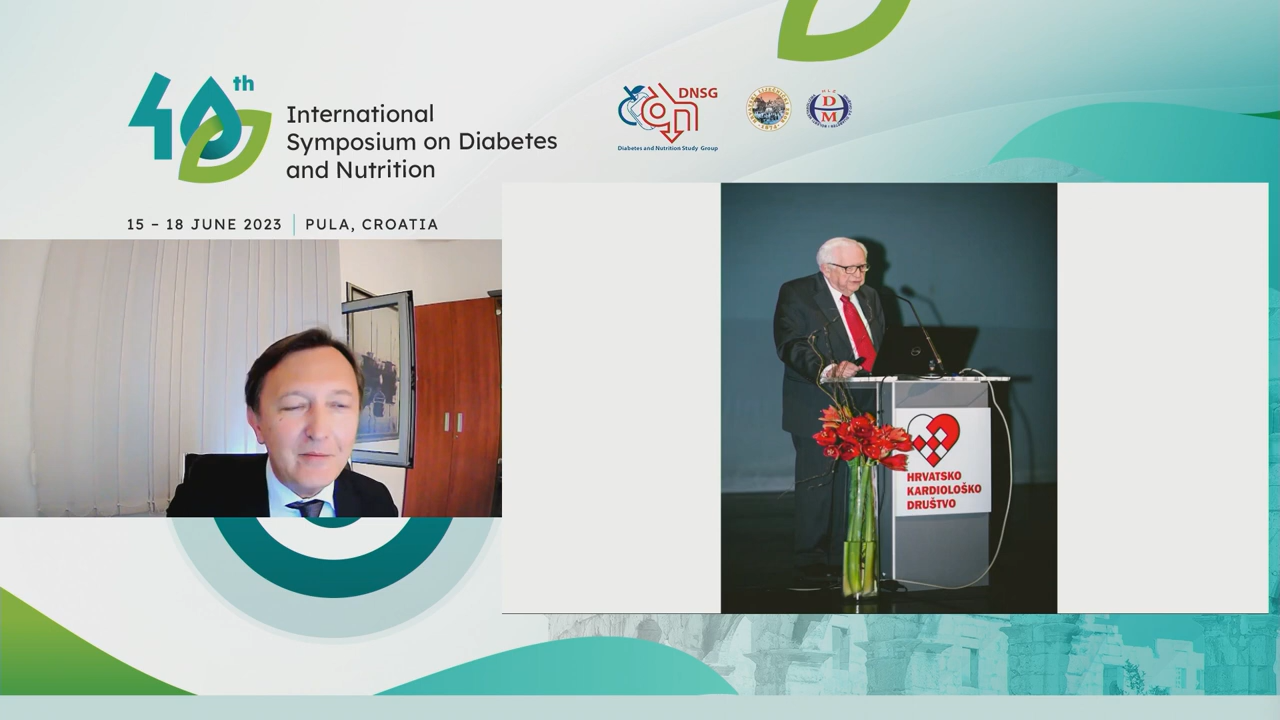 40th
International
Symposium on Diabetes
and Nutrition
15 – 18 JUNE 2023 | PULA, CROATIA
DNSG
Diabetes and Nutrition Study Group
DM
HRVATSKO
KARDIOLOŠKO
DRUŠTVO